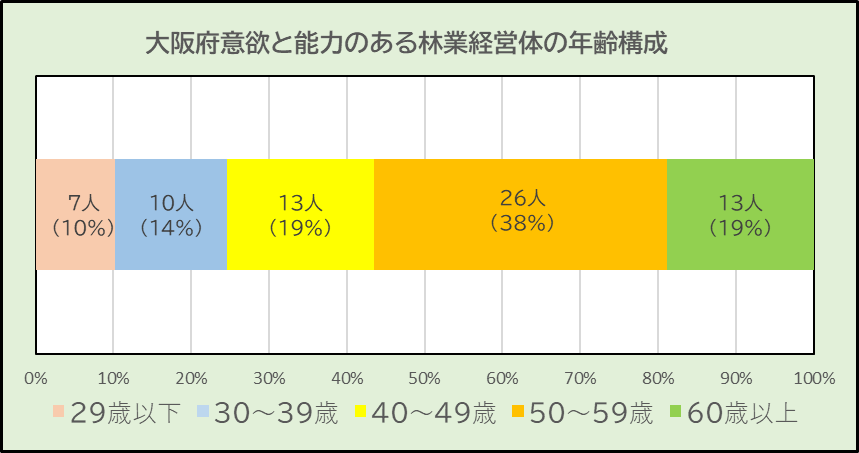 大阪府意欲と能力のある林業経営体の年齢構成
7人
(10%)
10人
(14%)
13人
(19%)
26人
(38%)
13人
(19%)
0% 10% 20% 30% 40% 50% 60% 70% 80% 90% 100%
29歳以下 30～39歳 40～49歳 50～59歳 60歳以上